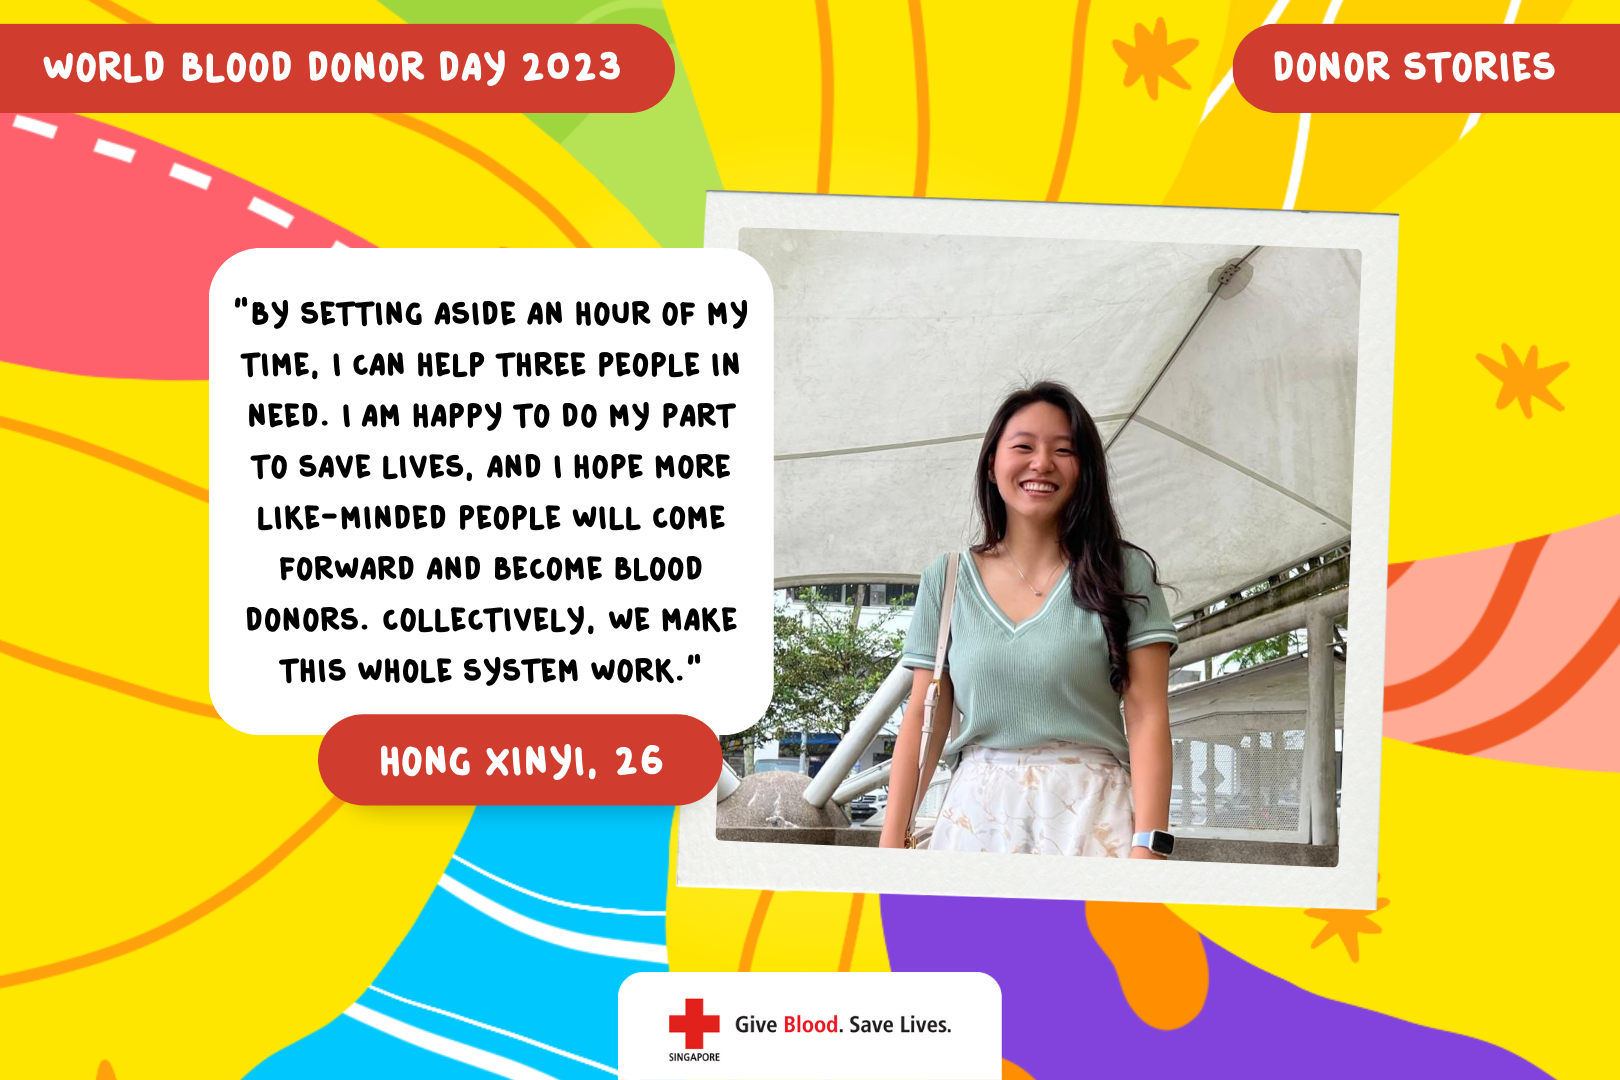 WORLD BLOOD DONOR DAY 2023
DONOR STORIES
"BY SETTING ASIDE AN HOUR OF MY
TIME, I CAN HELP THREE PEOPLE IN
NEED. I AM HAPPY TO DO MY PART
TO SAVE LIVES, AND I HOPE MORE
LIKE-MINDED PEOPLE WILL COME
FORWARD AND BECOME BLOOD
DONORS. COLLECTIVELY, WE MAKE
THIS WHOLE SYSTEM WORK."
HONG XINYI, 26
Give Blood. Save Lives.
SINGAPORE